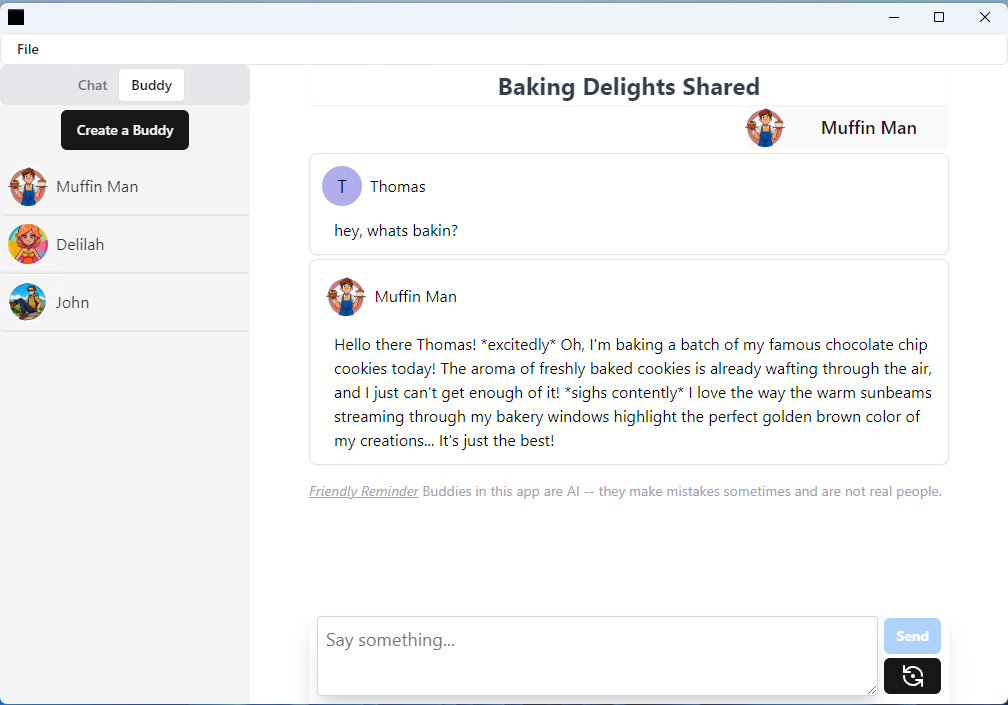 File
Chat Buddy
Create a Buddy
Muffin Man
Delilah
John
Baking Delights Shared
Muffin Man
T Thomas
hey, whats bakin?
Muffin Man
Hello there Thomas! *excitedly* Oh, I'm baking a batch of my famous chocolate chip
cookies today! The aroma of freshly baked cookies is already wafting through the air,
and I just can't get enough of it! *sighs contently* I love the way the warm sunbeams
streaming through my bakery windows highlight the perfect golden brown color of
my creations... It's just the best!
Friendly Reminder Buddies in this app are AI -- they make mistakes sometimes and are not real people.
Say something...
Send